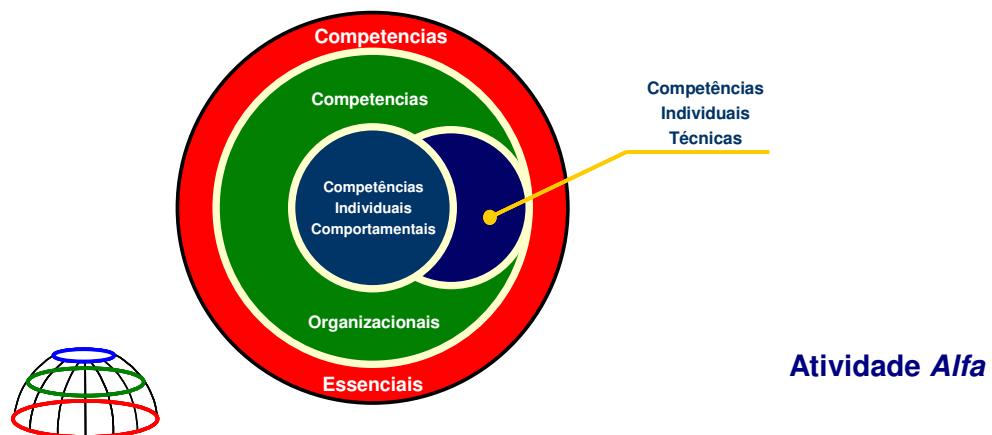 Competencias
Competencias
Competências
Individuais
Comportamentais
Organizacionais
Essenciais
Competências
Individuais
Técnicas
Atividade Alfa